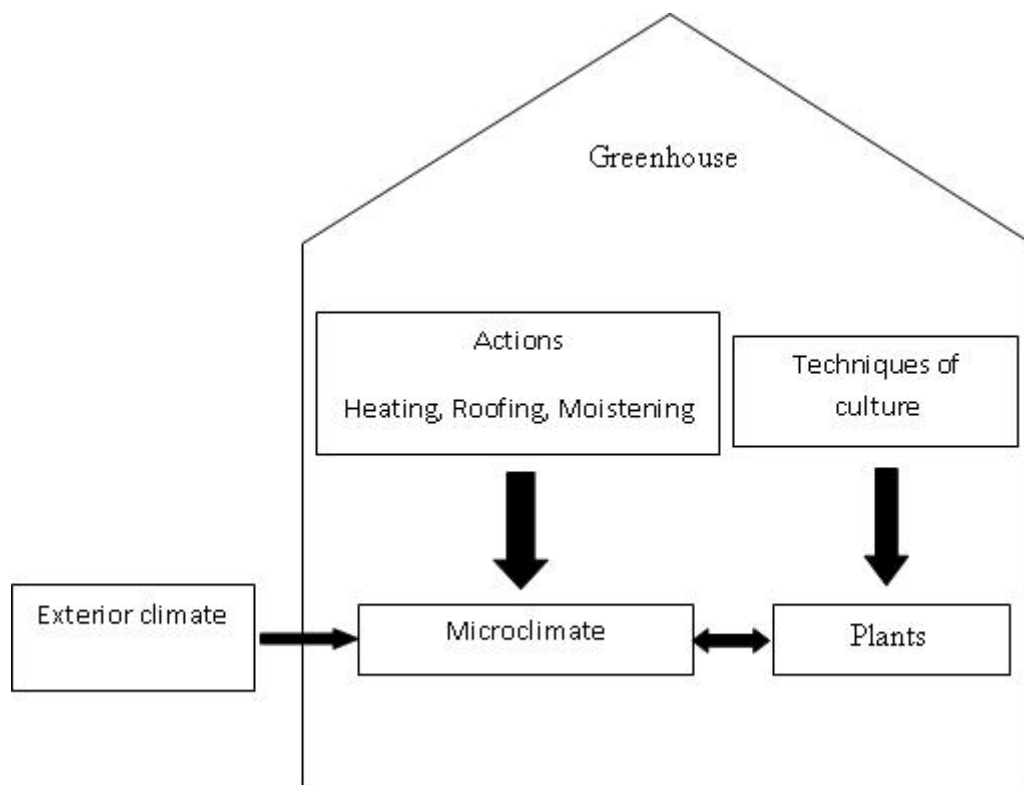 Greenhouse
Actions
Heating, Roofing, Moistening
Techniques of
culture
Exterior climate
Microclimate
Plants